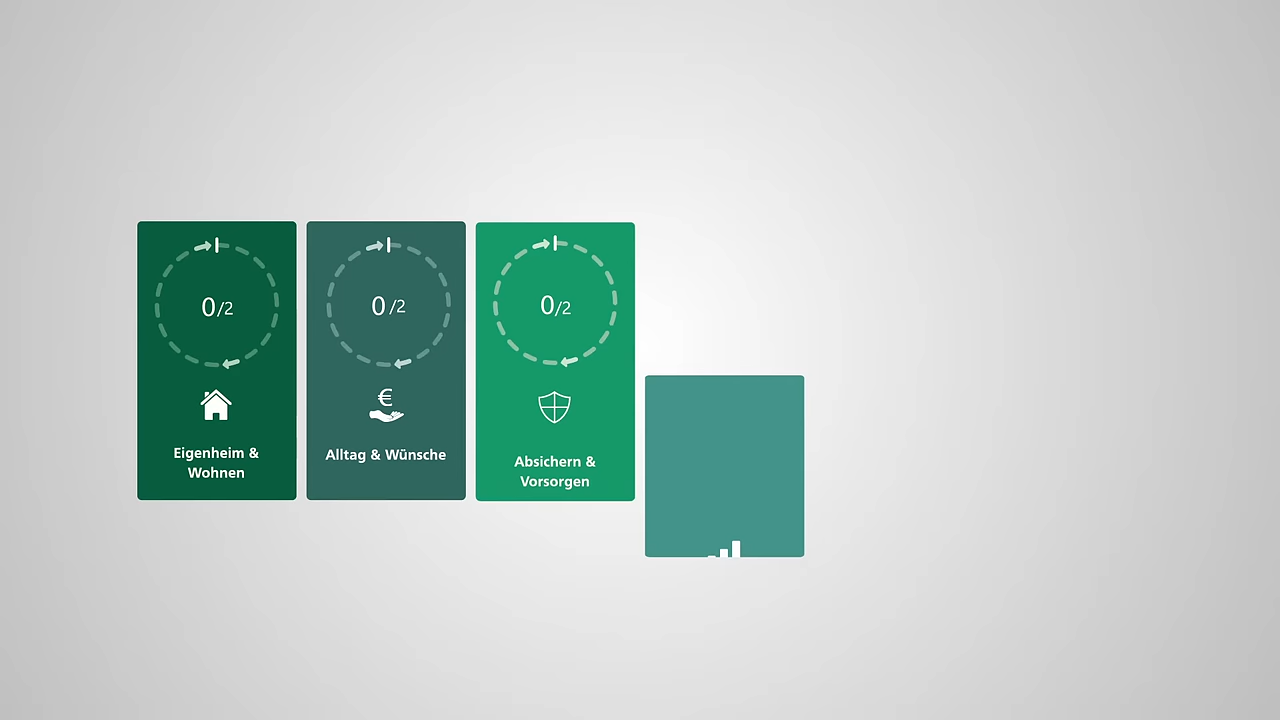 0/2
Eigenheim &
Wohnen
0/2
€
Alltag & Wünsche
0/2
Absichern &
Vorsorgen